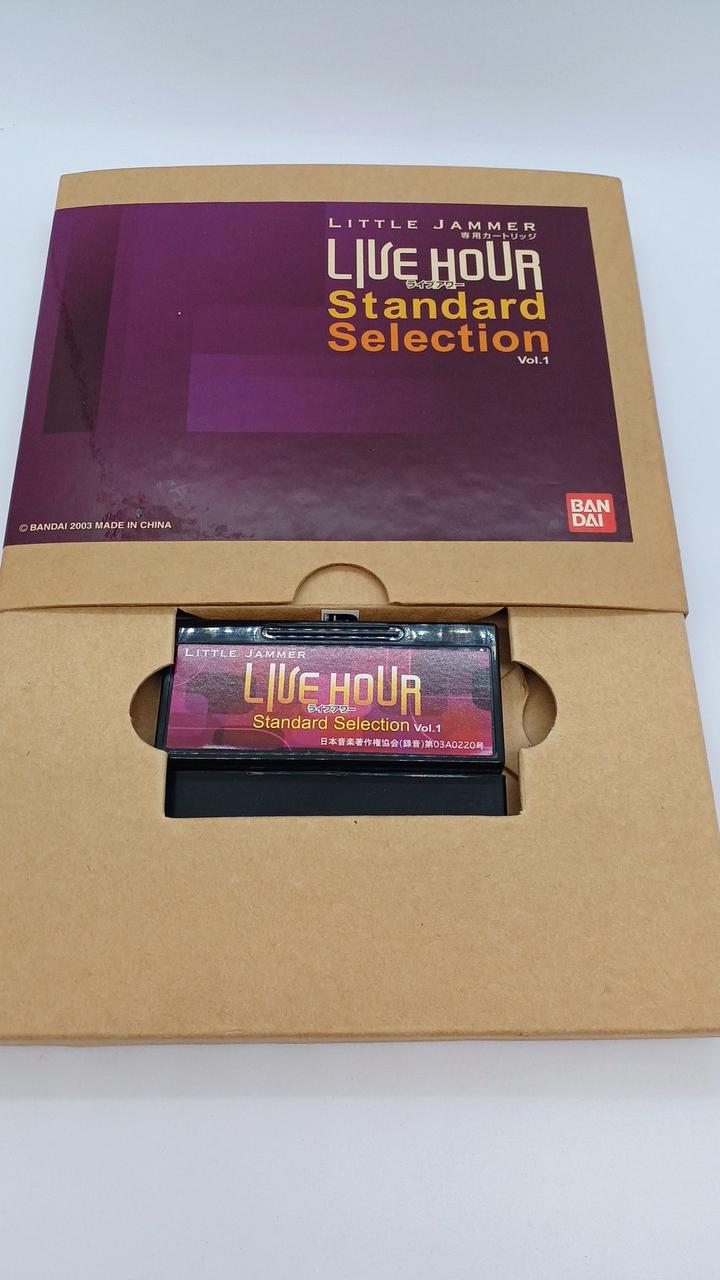 LITTLE JAMMER
専用カートリッジ
LIVE HOUR
ライブアワー
Standard
Selection
Vol.1
© BANDAI 2003 MADE IN CHINA
BAN
DAI
LITTLE JAMMER
LIVE HOUR
ライブアワー
Standard Selection Vol.1
日本音楽著作権協会(録音)第03A0220号